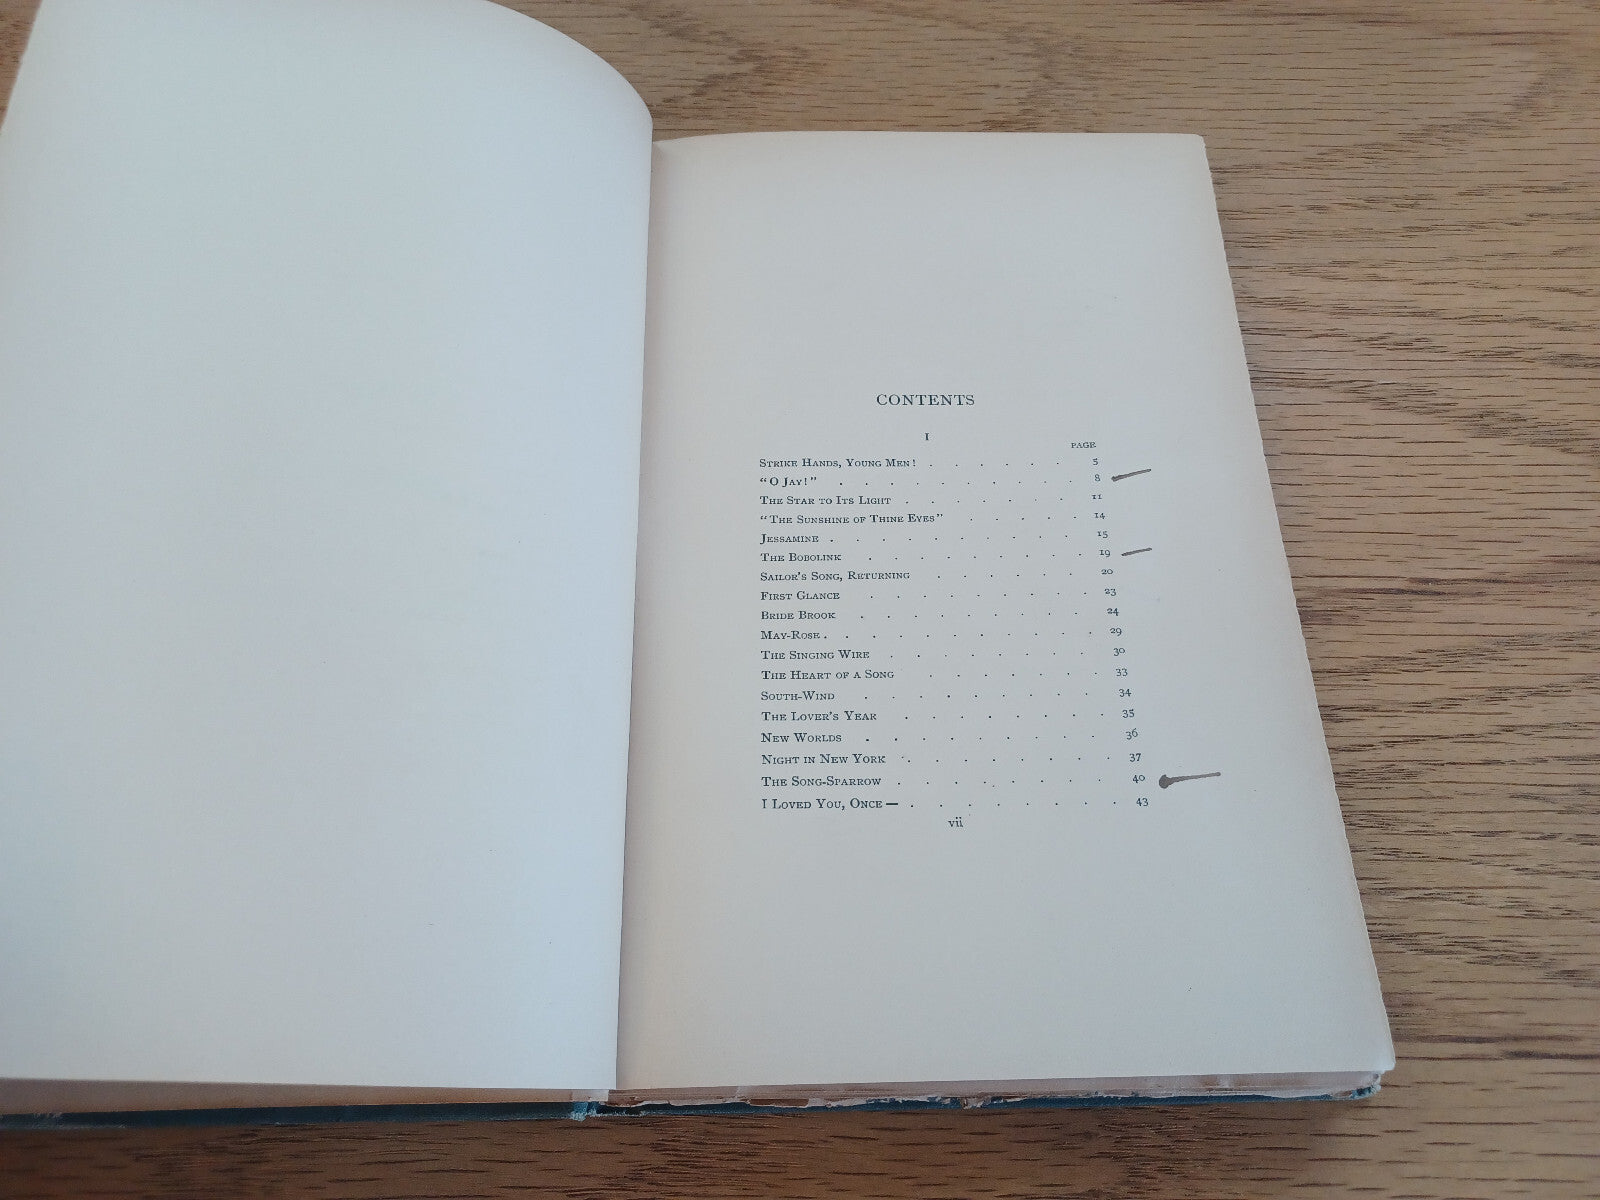 CONTENTS
I
PAGE
Strike Hands, Young Men! . . . . . . 5
"O Jay!" . . . . . . . . . . 8
The Star to Its Light . . . . . . . 11
"The Sunshine of Thine Eyes" . . . . . 14
Jessamine . . . . . . . . . . 15
The Bobolink . . . . . . . . . 19
Sailor's Song, Returning . . . . . . 20
First Glance . . . . . . . . . 23
Bride Brook . . . . . . . . . 24
May-Rose . . . . . . . . . . . 29
The Singing Wire . . . . . . . . 30
The Heart of a Song . . . . . . . 33
South-Wind . . . . . . . . . 34
The Lover's Year . . . . . . . . 35
New Worlds . . . . . . . . . 36
Night in New York . . . . . . . . 37
The Song-Sparrow . . . . . . . . 40
I Loved You, Once — . . . . . . . . 43
vii